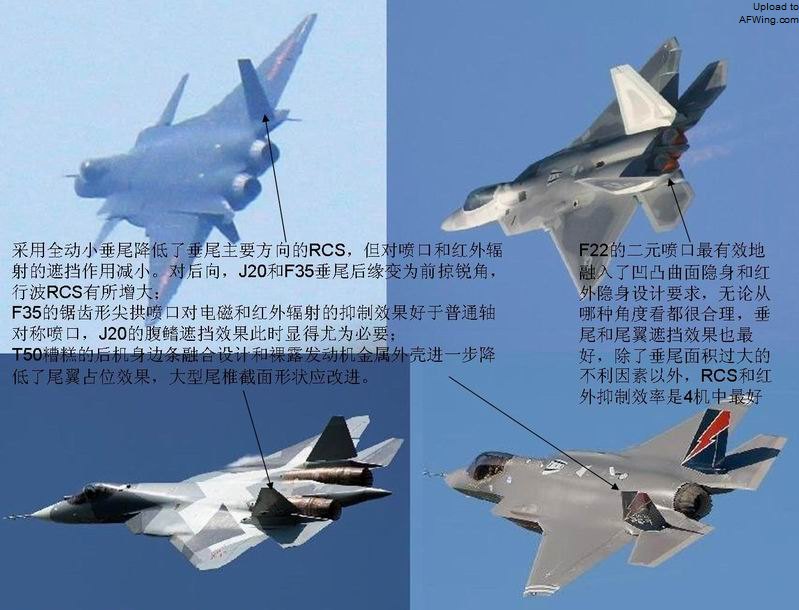 Upload to
AFWing.com
采用全动小垂尾降低了垂尾主要方向的RCS，但对喷口和红外辐
射的遮挡作用减小。对后向，J20和F35垂尾后缘变为前掠锐角，
行波RCS有所增大；
F35的锯齿形尖拱喷口对电磁和红外辐射的抑制效果好于普通轴
对称喷口，J20的腹鳍遮挡效果此时显得尤为必要；
T50糟糕的后机身边条融合设计和裸露发动机金属外壳进一步降
低了尾翼占位效果，大型尾椎截面形状应改进。
F22的二元喷口最有效地
融入了凹凸曲面隐身和红
外隐身设计要求，无论从
哪种角度看都很合理，垂
尾和尾翼遮挡效果也最
好，除了垂尾面积过大的
不利因素以外，RCS和红
外抑制效率是4机中最好